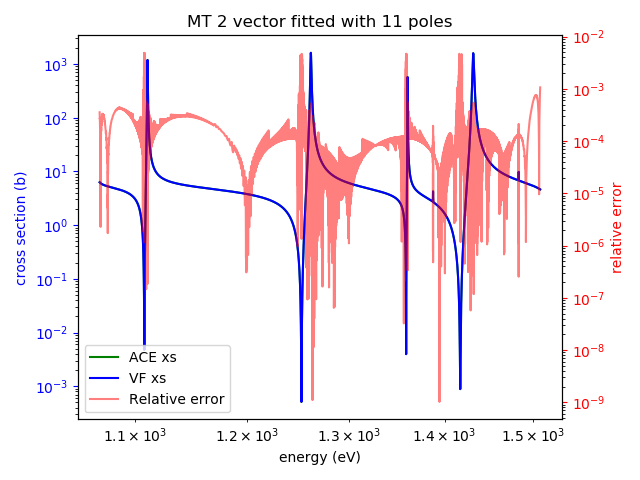 MT 2 vector fitted with 11 poles
10³
10²
10¹
10⁰
10⁻¹
10⁻²
10⁻³
cross section (b)
10⁻²
10⁻³
10⁻⁴
10⁻⁵
10⁻⁶
10⁻⁷
10⁻⁸
10⁻⁹
relative error
ACE xs
VF xs
Relative error
1.1 × 10³ 1.2 × 10³ 1.3 × 10³ 1.4 × 10³ 1.5 × 10³
energy (eV)